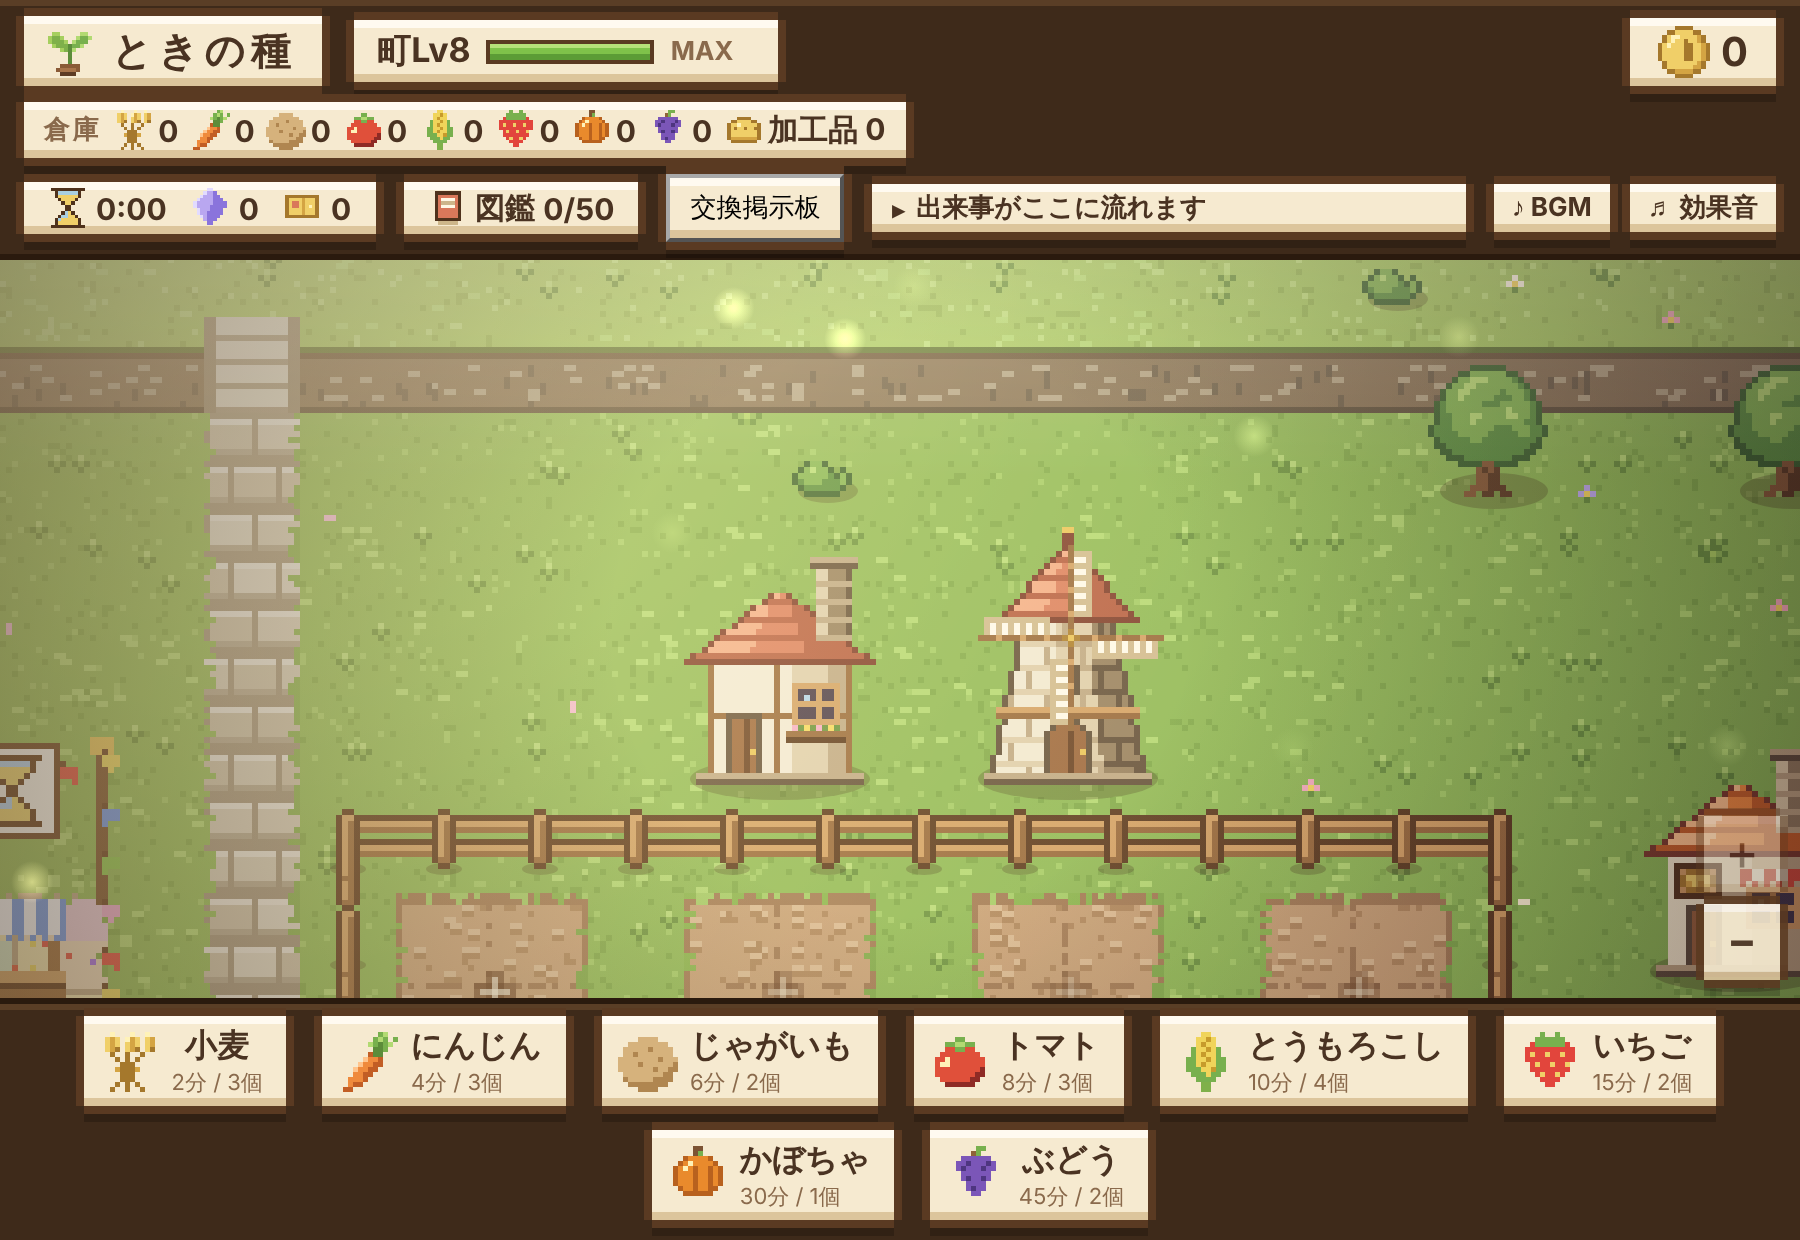 ときの種
町Lv8 MAX
0
倉庫 0 0 0 0 0 0 0 0 加工品 0
0:00 0 0
図鑑 0/50
交換掲示板
▶ 出来事がここに流れます
♪ BGM
♬ 効果音
+
−
小麦
2分 / 3個
にんじん
4分 / 3個
じゃがいも
6分 / 2個
トマト
8分 / 3個
とうもろこし
10分 / 4個
いちご
15分 / 2個
かぼちゃ
30分 / 1個
ぶどう
45分 / 2個